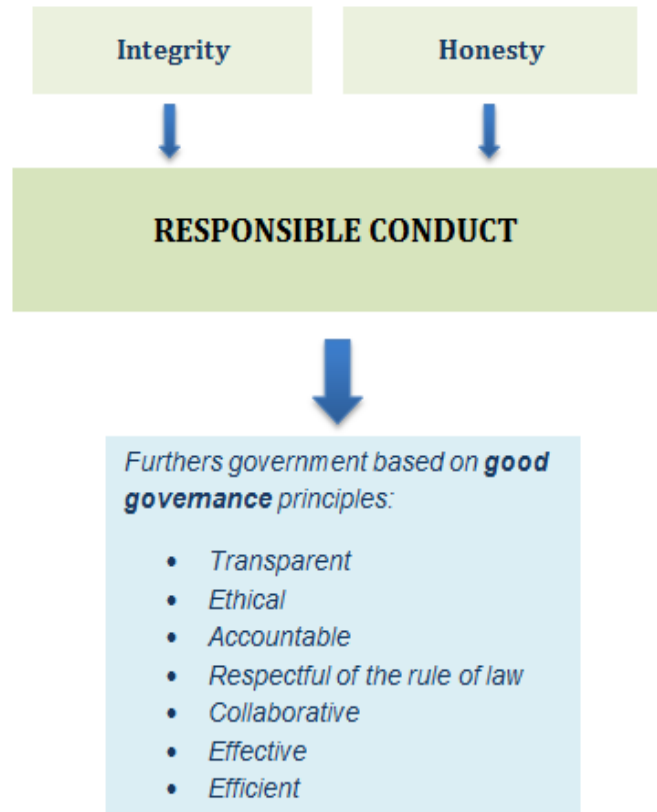 Integrity
Honesty
RESPONSIBLE CONDUCT
Furthers government based on good
governance principles:
• Transparent
• Ethical
• Accountable
• Respectful of the rule of law
• Collaborative
• Effective
• Efficient